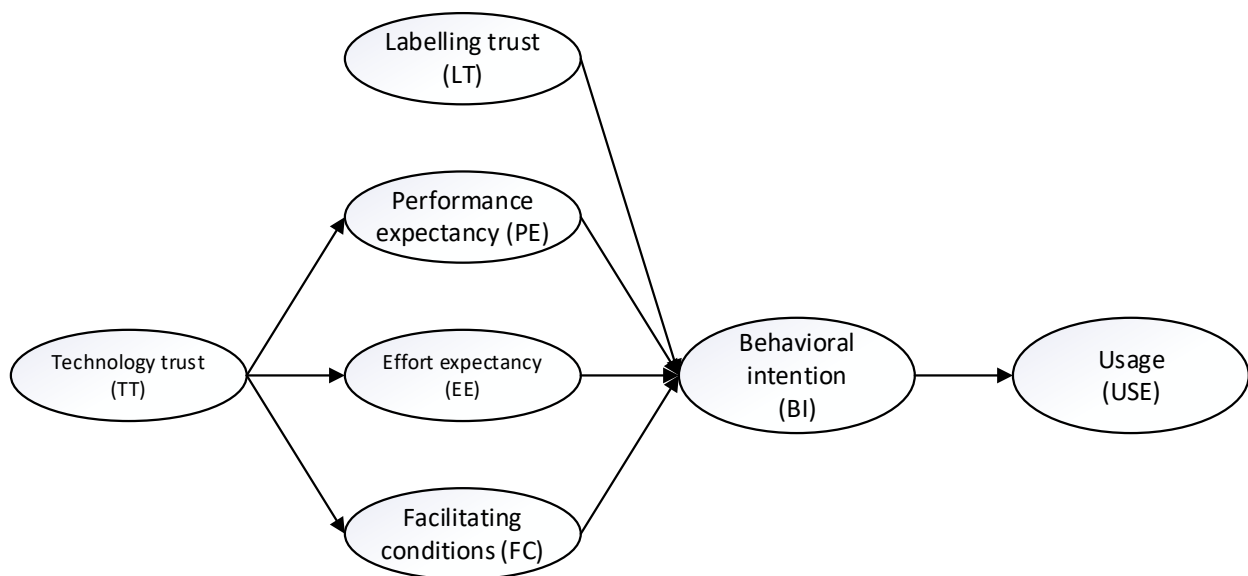 Labelling trust
(LT)
Performance
expectancy (PE)
Technology trust
(TT)
Effort expectancy
(EE)
Behavioral
intention
(BI)
Usage
(USE)
Facilitating
conditions (FC)